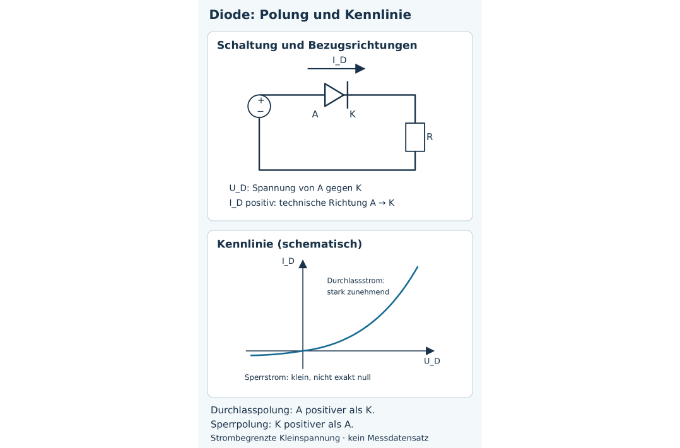 Diode: Polung und Kennlinie
Schaltung und Bezugsrichtungen
I_D
+
−
A
K
R
U_D: Spannung von A gegen K
I_D positiv: technische Richtung A → K
Kennlinie (schematisch)
I_D
Durchlassstrom:
stark zunehmend
U_D
Sperrstrom: klein, nicht exakt null
Durchlasspolung: A positiver als K.
Sperrpolung: K positiver als A.
Strombegrenzte Kleinspannung · kein Messdatensatz